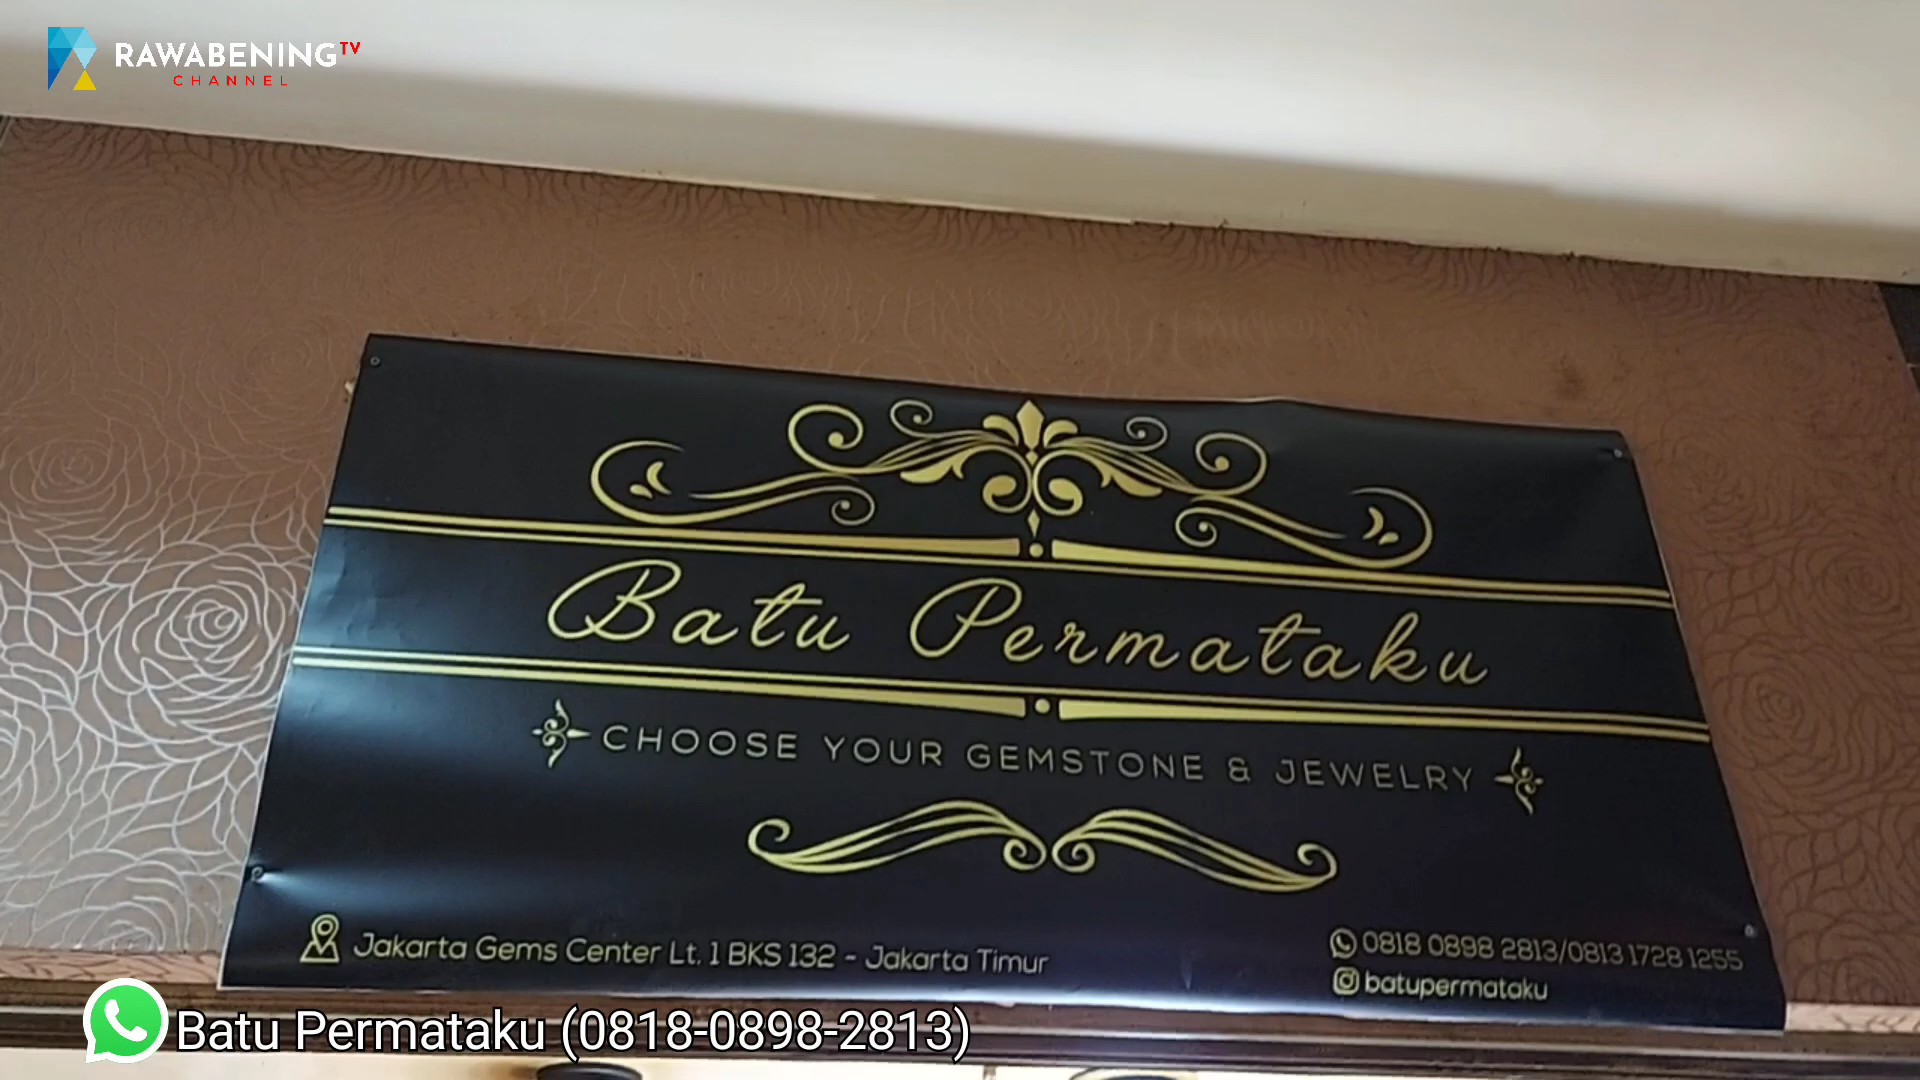 RAWABENING TV
CHANNEL
Batu Permataku
CHOOSE YOUR GEMSTONE & JEWELRY
Jakarta Gems Center Lt. 1 BKS 132 - Jakarta Timur
0818 0898 2813/0813 1728 1255
batupermataku
Batu Permataku (0818-0898-2813)